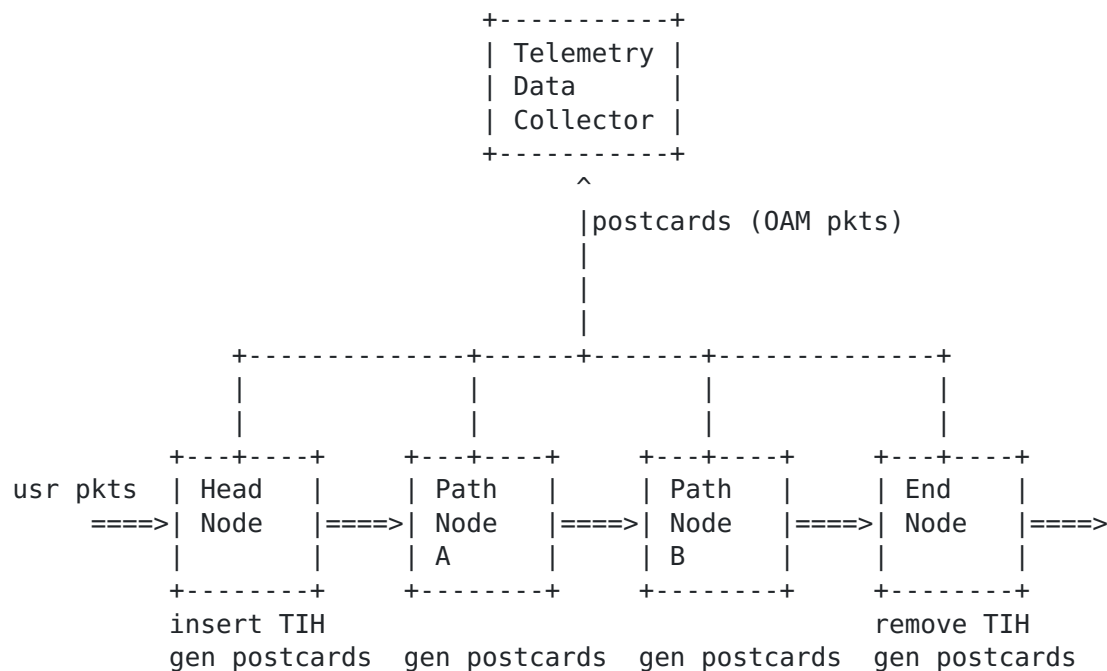 Telemetry
Data
Collector
postcards (OAM pkts)
usr pkts Head Path Path End
Node Node Node Node
A B
insert TIH remove TIH
gen postcards gen postcards gen postcards gen postcards